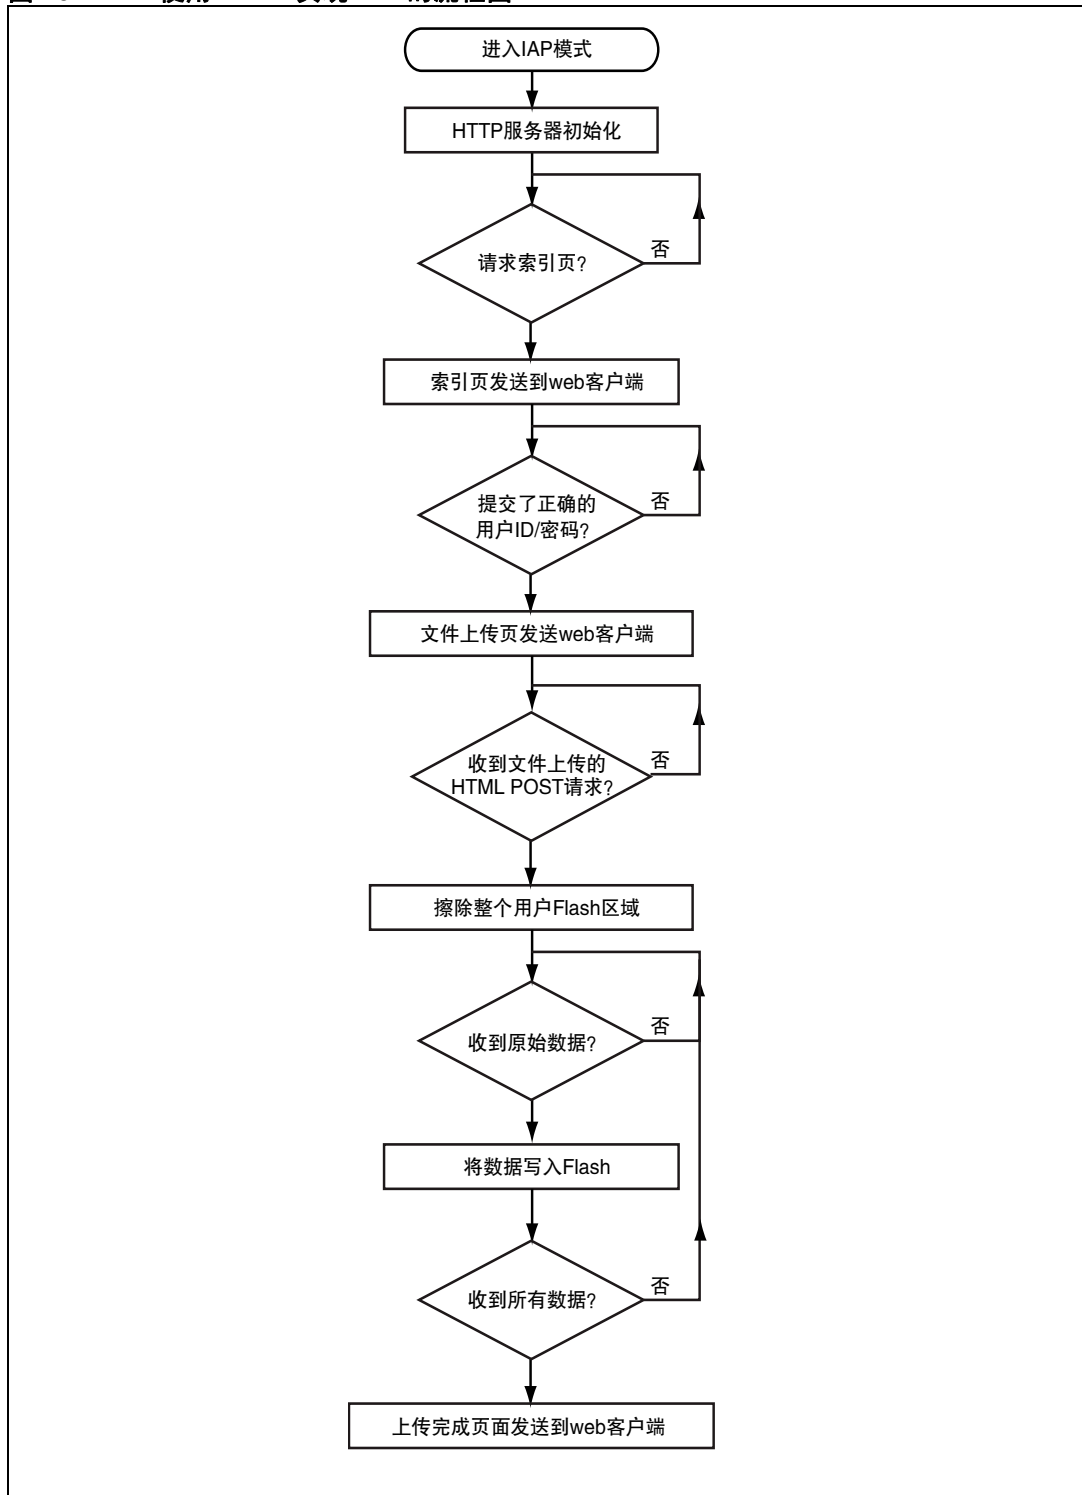 进入IAP模式
HTTP服务器初始化
否
请求索引页?
索引页发送到web客户端
否
提交了正确的
用户ID/密码?
文件上传页发送web客户端
否
收到文件上传的
HTML POST请求?
擦除整个用户Flash区域
否
收到原始数据?
将数据写入Flash
否
收到所有数据?
上传完成页面发送到web客户端